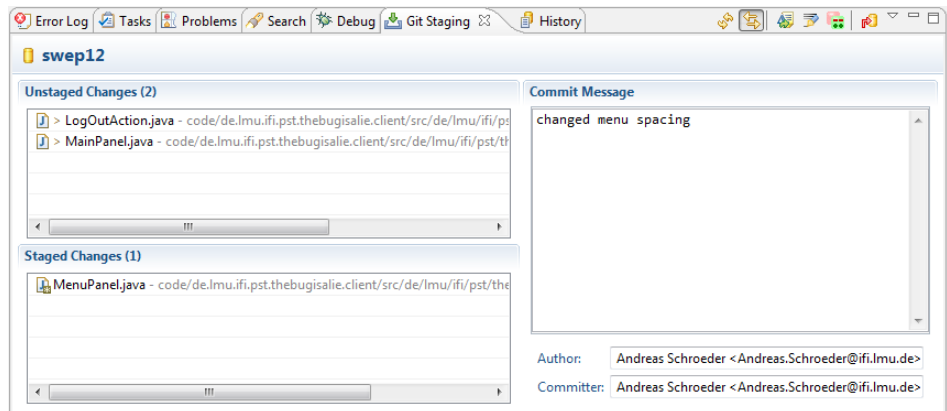 Error Log Tasks Problems Search Debug Git Staging History
swep12
Unstaged Changes (2)
> LogOutAction.java - code/de.lmu.ifi.pst.thebugisalie.client/src/de/lmu/ifi/ps
> MainPanel.java - code/de.lmu.ifi.pst.thebugisalie.client/src/de/lmu/ifi/pst/th
Staged Changes (1)
MenuPanel.java - code/de.lmu.ifi.pst.thebugisalie.client/src/de/lmu/ifi/pst/the
Commit Message
changed menu spacing
Author: Andreas Schroeder <Andreas.Schroeder@ifi.lmu.de>
Committer: Andreas Schroeder <Andreas.Schroeder@ifi.lmu.de>